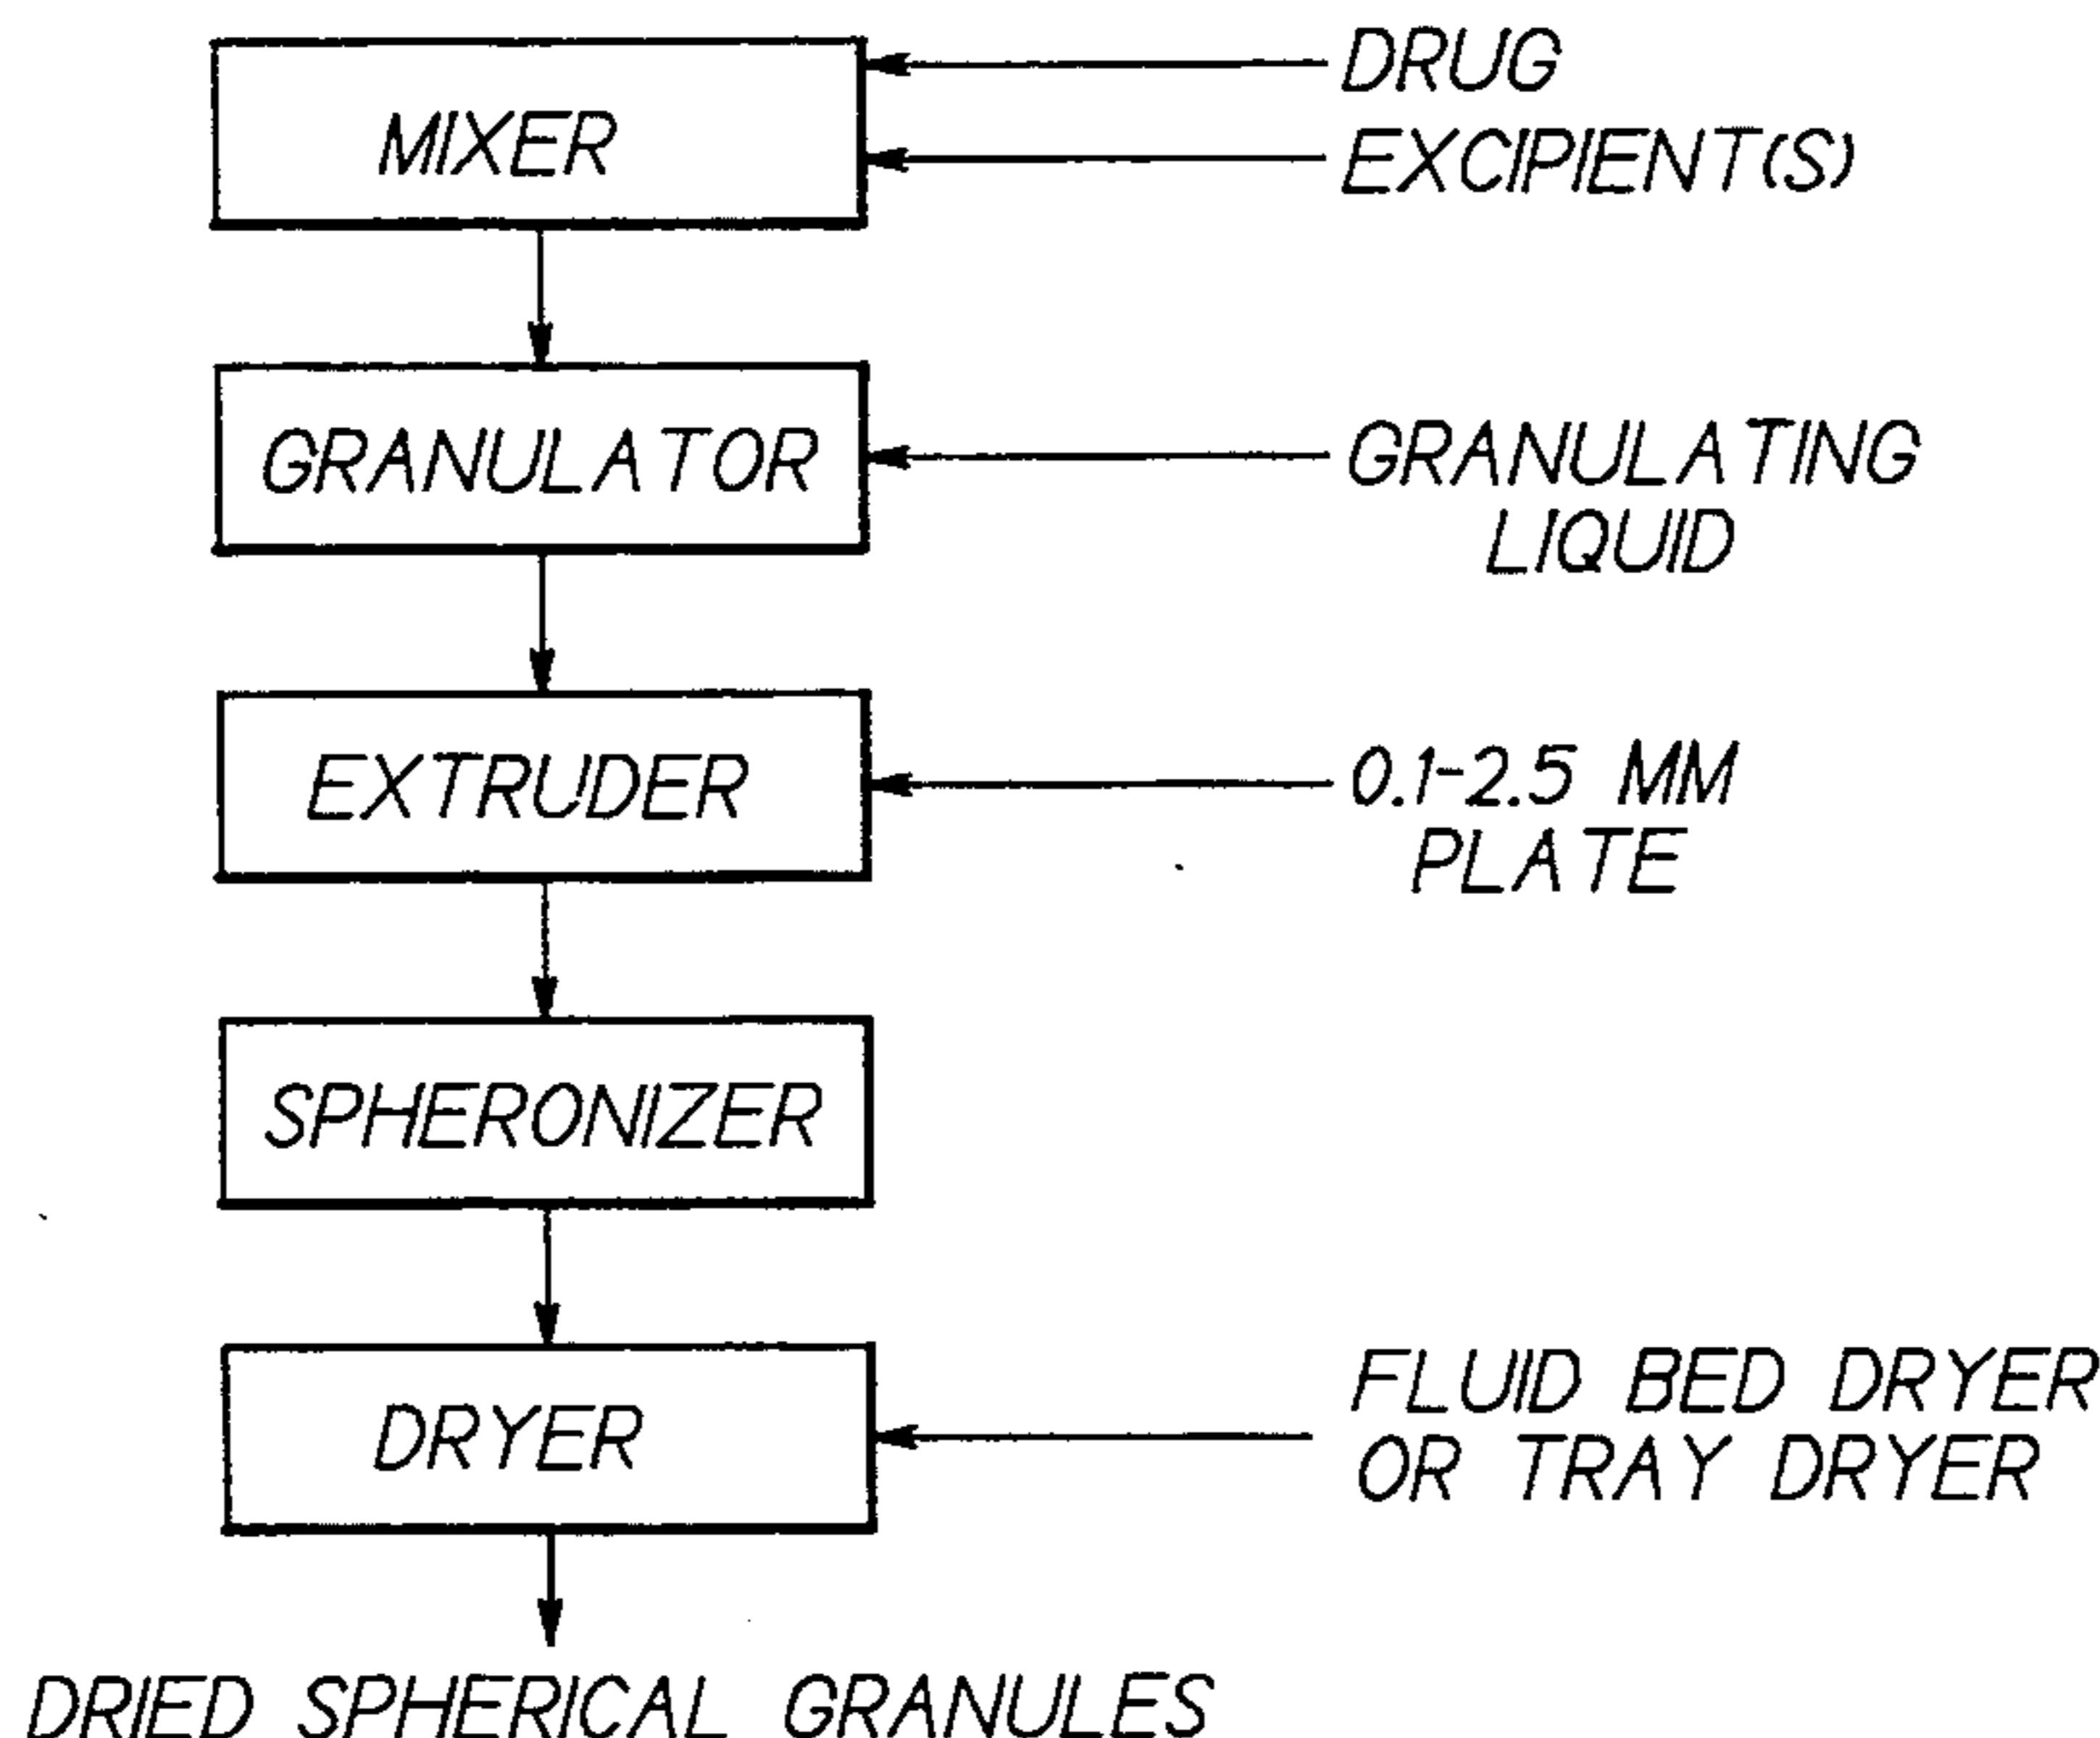 MIXER
DRUG
EXCIPIENT(S)
GRANULATOR
GRANULATING
LIQUID
EXTRUDER
0.1-2.5 MM
PLATE
SPHERONIZER
DRYER
FLUID BED DRYER
OR TRAY DRYER
DRIED SPHERICAL GRANULES